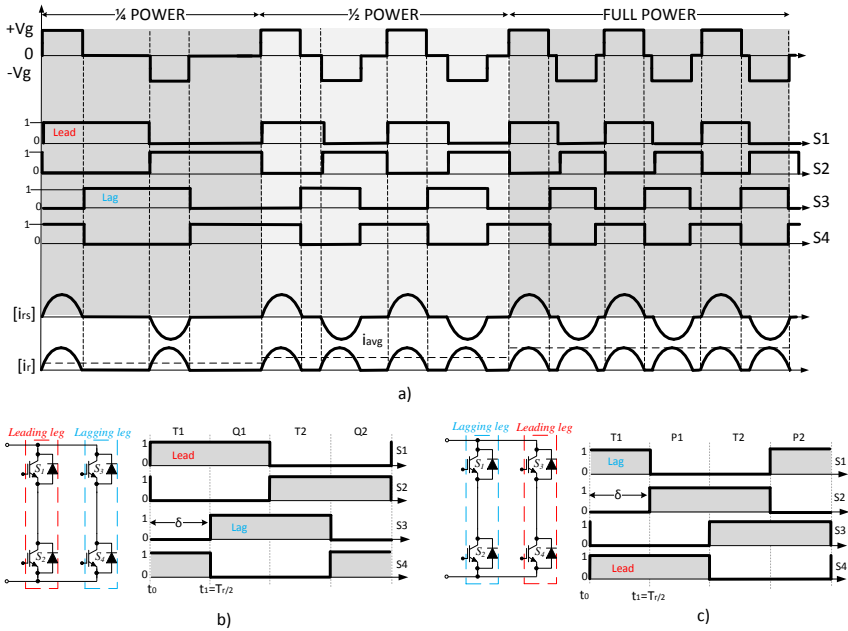 ¼ POWER ½ POWER FULL POWER
+Vg
0
-Vg
1
0
Lead
S1
1
0
S2
1
0
Lag
S3
1
0
S4
[irs]
iavg
[ir]
a)
Leading leg Lagging leg
S1 S3
S2 S4
T1 Q1 T2 Q2
1
0
Lead
S1
1
0
S2
δ
1
0
Lag
S3
1
0
S4
t0 t1=Tr/2
b)
Lagging leg Leading leg
S1 S3
S2 S4
T1 P1 T2 P2
1
0
Lag
S1
δ
1
0
S2
1
0
S3
1
0
Lead
S4
t0 t1=Tr/2
c)